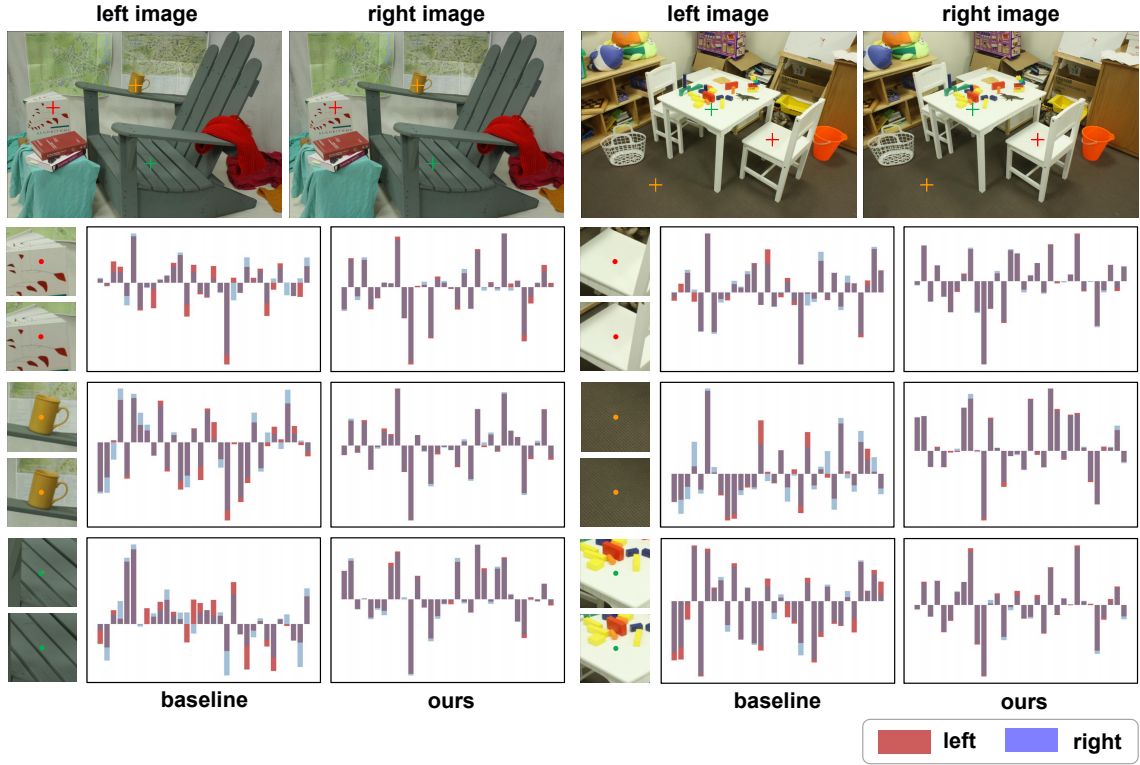 left image
right image
left image
right image
baseline
ours
baseline
ours
left
right